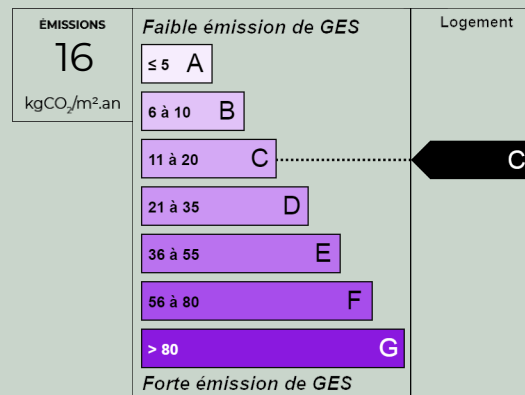 ÉMISSIONS
16
kgCO₂/m².an
Faible émission de GES
≤ 5 A
6 à 10 B
11 à 20 C
21 à 35 D
36 à 55 E
56 à 80 F
> 80 G
Forte émission de GES
Logement
C